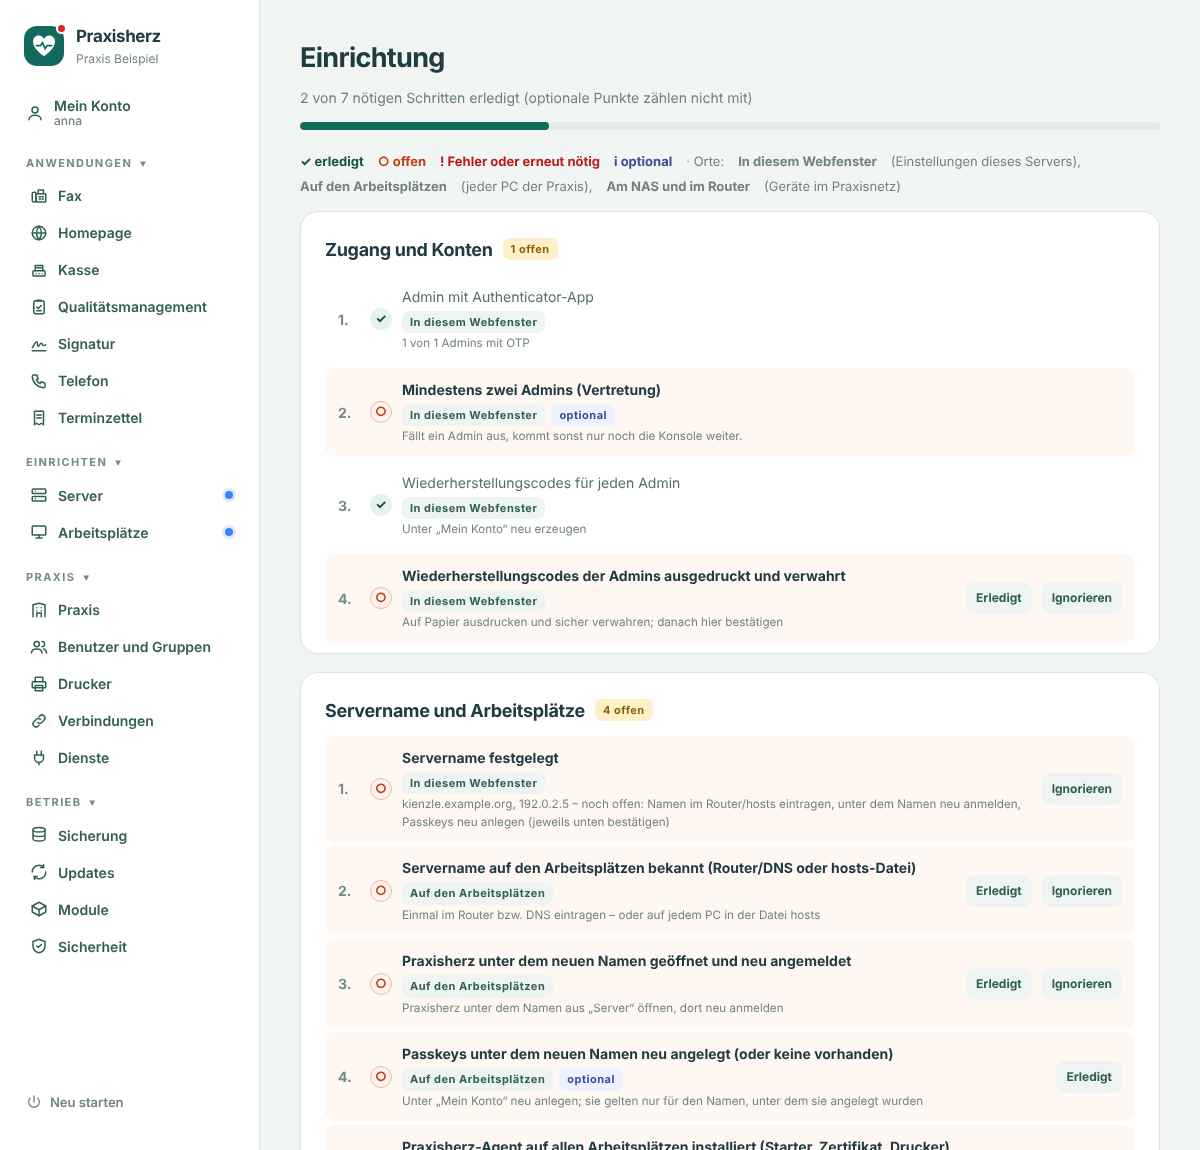 Praxisherz
Praxis Beispiel
Mein Konto
anna
ANWENDUNGEN ▾
Fax
Homepage
Kasse
Qualitätsmanagement
Signatur
Telefon
Terminzettel
EINRICHTEN ▾
Server
Arbeitsplätze
PRAXIS ▾
Praxis
Benutzer und Gruppen
Drucker
Verbindungen
Dienste
BETRIEB ▾
Sicherung
Updates
Module
Sicherheit
Neu starten
Einrichtung
2 von 7 nötigen Schritten erledigt (optionale Punkte zählen nicht mit)
✓ erledigt O offen ! Fehler oder erneut nötig i optional · Orte: In diesem Webfenster (Einstellungen dieses Servers),
Auf den Arbeitsplätzen (jeder PC der Praxis), Am NAS und im Router (Geräte im Praxisnetz)
Zugang und Konten 1 offen
1. Admin mit Authenticator-App
In diesem Webfenster
1 von 1 Admins mit OTP
2. Mindestens zwei Admins (Vertretung)
In diesem Webfenster optional
Fällt ein Admin aus, kommt sonst nur noch die Konsole weiter.
3. Wiederherstellungscodes für jeden Admin
In diesem Webfenster
Unter „Mein Konto“ neu erzeugen
4. Wiederherstellungscodes der Admins ausgedruckt und verwahrt
In diesem Webfenster
Auf Papier ausdrucken und sicher verwahren; danach hier bestätigen
Erledigt Ignorieren
Servername und Arbeitsplätze 4 offen
1. Servername festgelegt
In diesem Webfenster
kienzle.example.org, 192.0.2.5 – noch offen: Namen im Router/hosts eintragen, unter dem Namen neu anmelden,
Passkeys neu anlegen (jeweils unten bestätigen)
Ignorieren
2. Servername auf den Arbeitsplätzen bekannt (Router/DNS oder hosts-Datei)
Auf den Arbeitsplätzen
Einmal im Router bzw. DNS eintragen – oder auf jedem PC in der Datei hosts
Erledigt Ignorieren
3. Praxisherz unter dem neuen Namen geöffnet und neu angemeldet
Auf den Arbeitsplätzen
Praxisherz unter dem Namen aus „Server“ öffnen, dort neu anmelden
Erledigt Ignorieren
4. Passkeys unter dem neuen Namen neu angelegt (oder keine vorhanden)
Auf den Arbeitsplätzen optional
Unter „Mein Konto“ neu anlegen; sie gelten nur für den Namen, unter dem sie angelegt wurden
Erledigt
Praxisherz-Agent auf allen Arbeitsplätzen installiert (Starter, Zertifikat, Drucker)